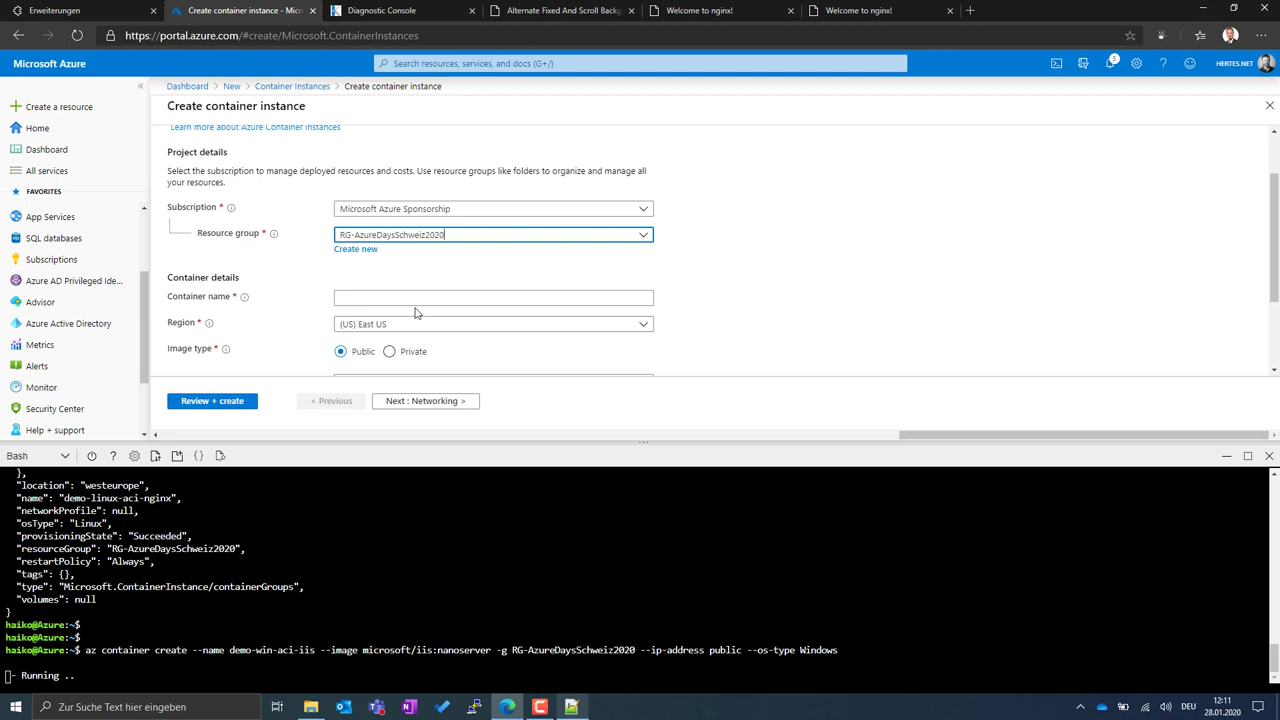 Erweiterungen
Create container instance - Micr
Diagnostic Console
Alternate Fixed And Scroll Backg
Welcome to nginx!
Welcome to nginx!
https://portal.azure.com/#create/Microsoft.ContainerInstances
Microsoft Azure
Search resources, services, and docs (G+/)
5
HERTES.NET
Create a resource
Home
Dashboard
All services
FAVORITES
App Services
SQL databases
Subscriptions
Azure AD Privileged Ide...
Advisor
Azure Active Directory
Metrics
Alerts
Monitor
Security Center
Help + support
Dashboard
New
Container Instances
Create container instance
Create container instance
Learn more about Azure Container Instances
Project details
Select the subscription to manage deployed resources and costs. Use resource groups like folders to organize and manage all
your resources.
Subscription *
Microsoft Azure Sponsorship
Resource group *
RG-AzureDaysSchweiz2020
Create new
Container details
Container name *
Region *
(US) East US
Image type *
Public
Private
Review + create
< Previous
Next : Networking >
Bash
},
"location": "westeurope",
"name": "demo-linux-aci-nginx",
"networkProfile": null,
"osType": "Linux",
"provisioningState": "Succeeded",
"resourceGroup": "RG-AzureDaysSchweiz2020",
"restartPolicy": "Always",
"tags": {},
"type": "Microsoft.ContainerInstance/containerGroups",
"volumes": null
}
haiko@Azure:~$
haiko@Azure:~$
haiko@Azure:~$ az container create --name demo-win-aci-iis --image microsoft/iis:nanoserver -g RG-AzureDaysSchweiz2020 --ip-address public --os-type Windows
- Running ..
Zur Suche Text hier eingeben
DEU
12:11
28.01.2020